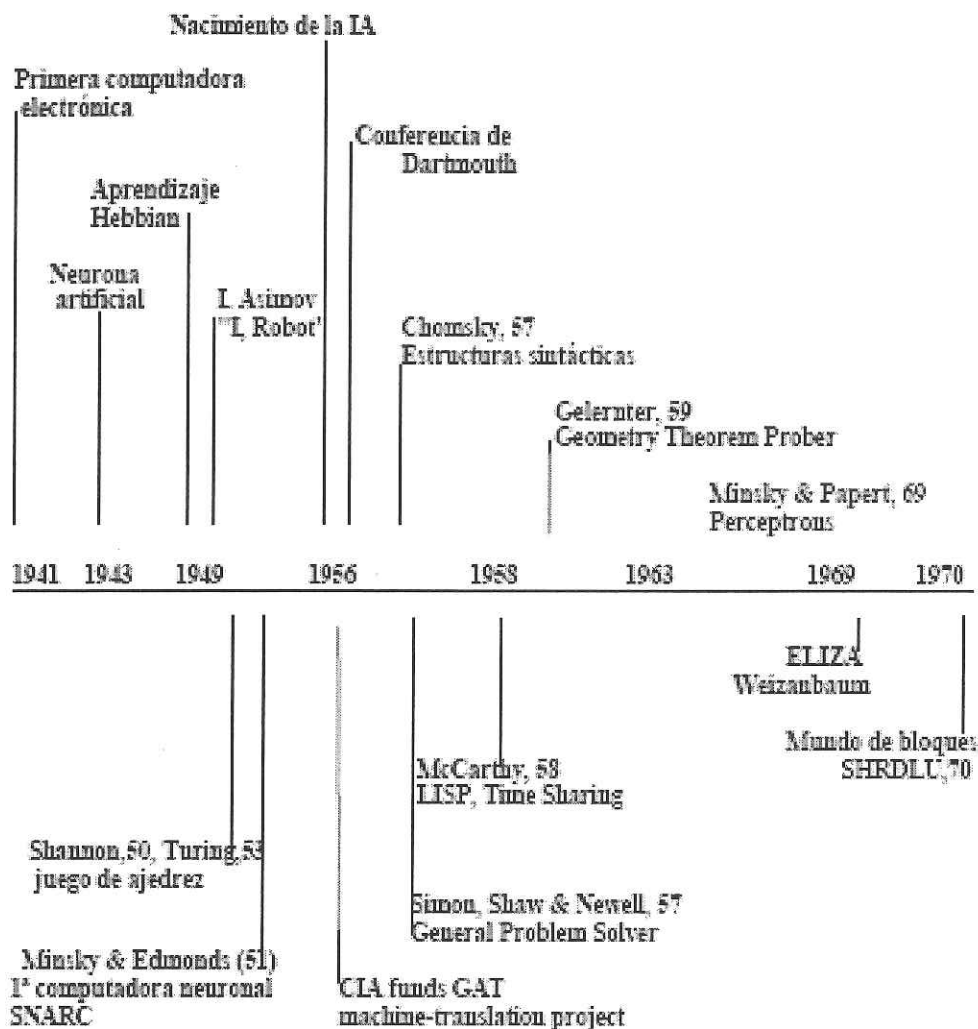 Nacimiento de la IA
Primera computadora
electrónica
Conferencia de
Dartmouth
Aprendizaje
Hebbian
Neurona
artificial
I. Asimov
"I, Robot'
Chomsky, 57
Estructuras sintácticas
Gelernter, 59
Geometry Theorem Prober
Minsky & Papert, 69
Perceptrons
1941 1943 1949 1956 1958 1963 1969 1970
ELIZA
Weizanbaum
Mundo de bloques
SHRDLU,70
McCarthy, 58
LISP, Time Sharing
Shannon,50, Turing,53
juego de ajedrez
Simon, Shaw & Newell, 57
General Problem Solver
Minsky & Edmonds (51)
1ª computadora neuronal
SNARC
CIA funds GAT
machine-translation project